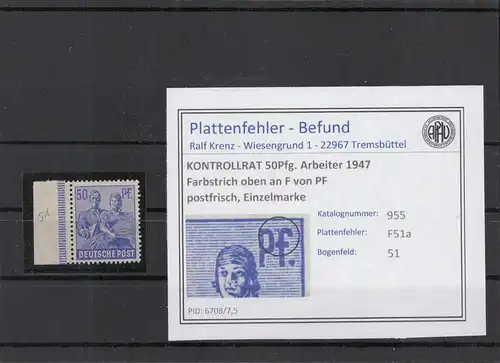 Plattenfehler - Befund
Ralf Krenz - Wiesengrund 1 - 22967 Tremsbüttel
KONTROLLRAT 50Pfg. Arbeiter 1947
Farbstrich oben an F von PF
postfrisch, Einzelmarke
Katalognummer: 955
Plattenfehler: F51a
Bogenfeld: 51
Pf.
PID: 6708/7,5
51
50 Pf.
DEUTSCHE POST